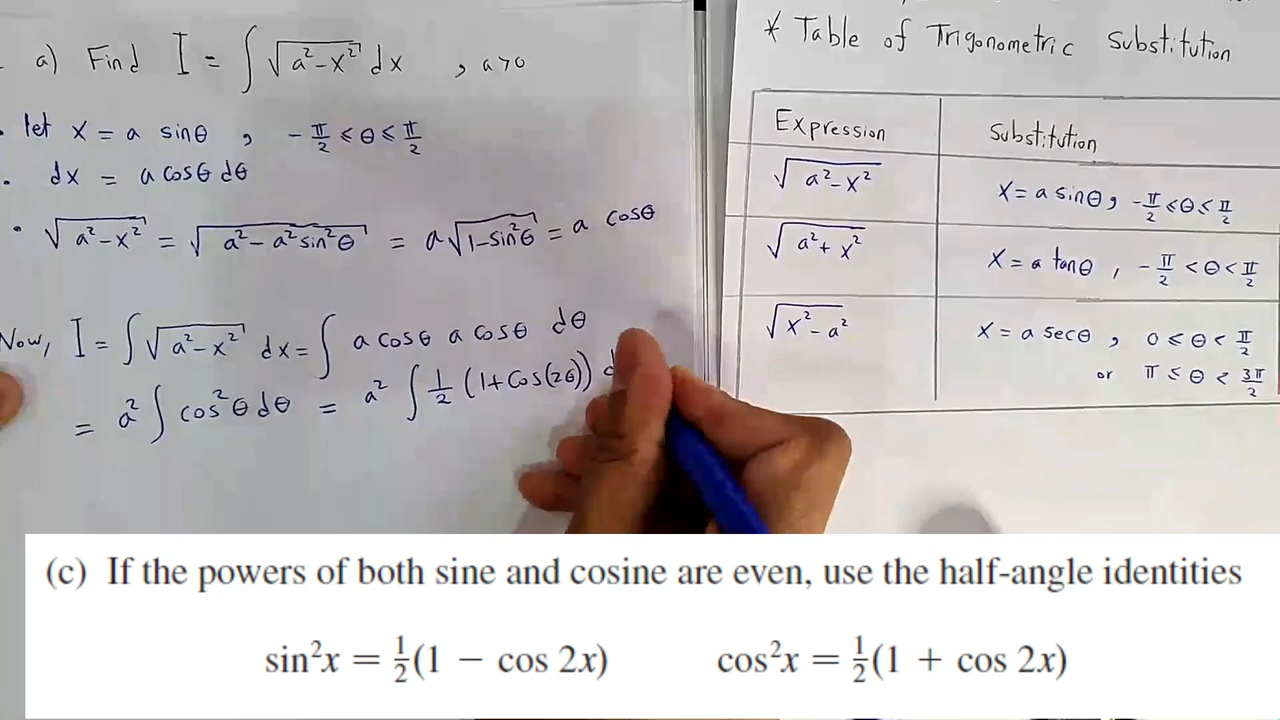 a) Find I = ∫ √(a²-x²) dx , a>0
let x = a sinθ , -π/2 ≤ θ ≤ π/2
dx = a cosθ dθ
√(a²-x²) = √(a²-a²sin²θ) = a√(1-sin²θ) = a cosθ
Now, I = ∫ √(a²-x²) dx = ∫ a cosθ a cosθ dθ
= a² ∫ cos²θ dθ = a² ∫ 1/2 (1+cos(2θ)) d
* Table of Trigonometric Substitution
Expression Substitution
√(a²-x²) x = a sinθ , -π/2 ≤ θ ≤ π/2
√(a²+x²) x = a tanθ , -π/2 < θ < π/2
√(x²-a²) x = a secθ , 0 ≤ θ < π/2
or π ≤ θ < 3π/2
(c) If the powers of both sine and cosine are even, use the half-angle identities
sin²x = ½(1 − cos 2x) cos²x = ½(1 + cos 2x)